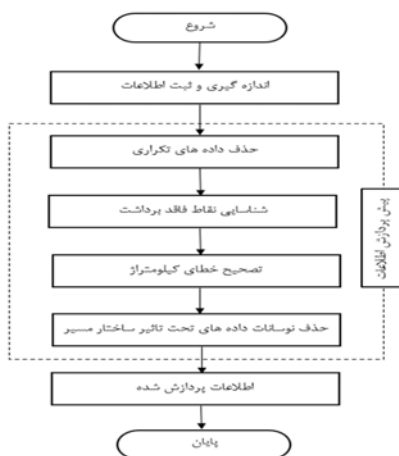 شروع
اندازه گیری و ثبت اطلاعات
حذف داده های تکراری
شناسایی نقاط فاقد برداشت
تصحیح خطای کیلومتراژ
حذف نوسانات داده های تحت تاثیر ساختار مسیر
پیش پردازش اطلاعات
اطلاعات پردازش شده
پایان